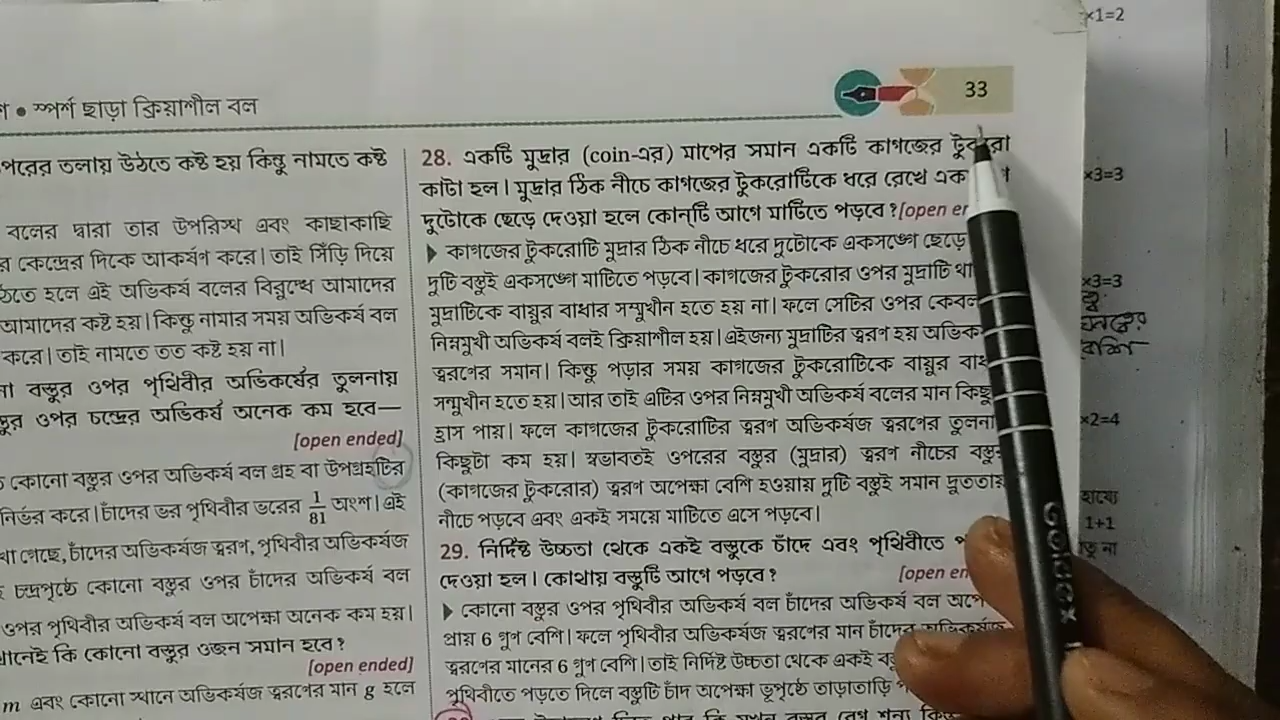 ● স্পর্শ ছাড়া ক্রিয়াশীল বল
33
পরের তলায় উঠতে কষ্ট হয় কিন্তু নামতে কষ্ট
বলের দ্বারা তার উপরিস্থ এবং কাছাকাছি
র কেন্দ্রের দিকে আকর্ষণ করে। তাই সিঁড়ি দিয়ে
ঠতে হলে এই অভিকর্ষ বলের বিরুদ্ধে আমাদের
আমাদের কষ্ট হয়। কিন্তু নামার সময় অভিকর্ষ বল
করে। তাই নামতে তত কষ্ট হয় না।
না বস্তুর ওপর পৃথিবীর অভিকর্ষের তুলনায়
স্তুর ওপর চন্দ্রের অভিকর্ষ অনেক কম হবে—
[open ended]
কোনো বস্তুর ওপর অভিকর্ষ বল গ্রহ বা উপগ্রহটির
নির্ভর করে। চাঁদের ভর পৃথিবীর ভরের 1/81 অংশ। এই
খা গেছে, চাঁদের অভিকর্ষজ ত্বরণ, পৃথিবীর অভিকর্ষজ
চন্দ্রপৃষ্ঠে কোনো বস্তুর ওপর চাঁদের অভিকর্ষ বল
ওপর পৃথিবীর অভিকর্ষ বল অপেক্ষা অনেক কম হয়।
থানেই কি কোনো বস্তুর ওজন সমান হবে?
[open ended]
m এবং কোনো স্থানে অভিকর্ষজ ত্বরণের মান g হলে
28. একটি মুদ্রার (coin-এর) মাপের সমান একটি কাগজের টুকরো
কাটা হল। মুদ্রার ঠিক নীচে কাগজের টুকরোটিকে ধরে রেখে এক
দুটোকে ছেড়ে দেওয়া হলে কোন্‌টি আগে মাটিতে পড়বে? [open en
▶ কাগজের টুকরোটি মুদ্রার ঠিক নীচে ধরে দুটোকে একসঙ্গে ছেড়ে
দুটি বস্তুই একসঙ্গে মাটিতে পড়বে। কাগজের টুকরোর ওপর মুদ্রাটি থা
মুদ্রাটিকে বায়ুর বাধার সম্মুখীন হতে হয় না। ফলে সেটির ওপর কেবল
নিম্নমুখী অভিকর্ষ বলই ক্রিয়াশীল হয়। এইজন্য মুদ্রাটির ত্বরণ হয় অভিক
ত্বরণের সমান। কিন্তু পড়ার সময় কাগজের টুকরোটিকে বায়ুর বাধ
সম্মুখীন হতে হয়। আর তাই এটির ওপর নিম্নমুখী অভিকর্ষ বলের মান কিছু
হ্রাস পায়। ফলে কাগজের টুকরোটির ত্বরণ অভিকর্ষজ ত্বরণের তুলনা
কিছুটা কম হয়। স্বভাবতই ওপরের বস্তুর (মুদ্রার) ত্বরণ নীচের বস্তুর
(কাগজের টুকরোর) ত্বরণ অপেক্ষা বেশি হওয়ায় দুটি বস্তুই সমান দ্রুততায়
নীচে পড়বে এবং একই সময়ে মাটিতে এসে পড়বে।
29. নির্দিষ্ট উচ্চতা থেকে একই বস্তুকে চাঁদে এবং পৃথিবীতে প
দেওয়া হল। কোথায় বস্তুটি আগে পড়বে? [open en
▶ কোনো বস্তুর ওপর পৃথিবীর অভিকর্ষ বল চাঁদের অভিকর্ষ বল অপে
প্রায় 6 গুণ বেশি। ফলে পৃথিবীর অভিকর্ষজ ত্বরণের মান চাঁদের অভিকর্ষজ
ত্বরণের মানের 6 গুণ বেশি। তাই নির্দিষ্ট উচ্চতা থেকে একই বস্তু
পৃথিবীতে পড়তে দিলে বস্তুটি চাঁদ অপেক্ষা ভূপৃষ্ঠে তাড়াতাড়ি প
×1=2
×3=3
×3=3
×2=4
1+1